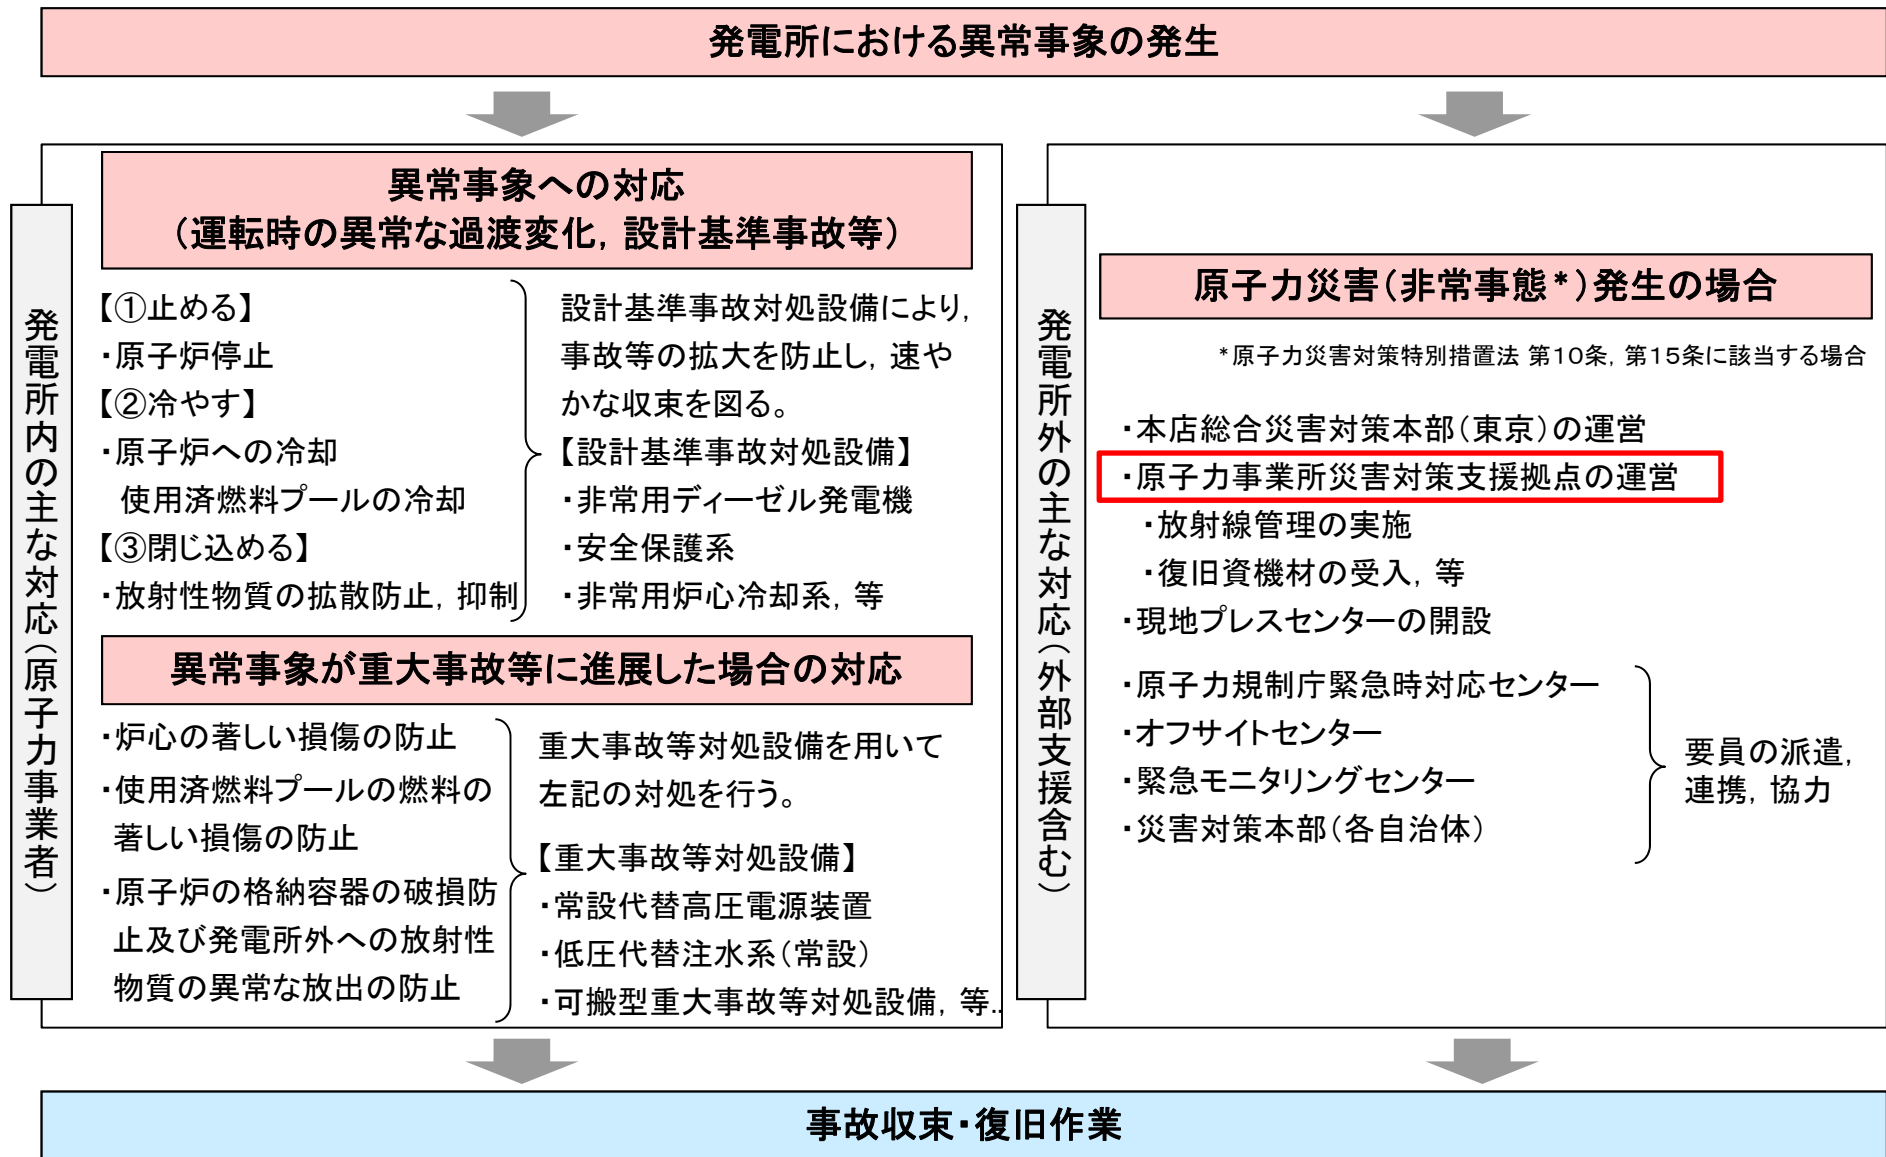 発電所における異常事象の発生
発電所内の主な対応（原子力事業者）
異常事象への対応
（運転時の異常な過渡変化，設計基準事故等）
【①止める】
・原子炉停止
【②冷やす】
・原子炉への冷却
使用済燃料プールの冷却
【③閉じ込める】
・放射性物質の拡散防止，抑制
設計基準事故対処設備により，
事故等の拡大を防止し，速や
かな収束を図る。
【設計基準事故対処設備】
・非常用ディーゼル発電機
・安全保護系
・非常用炉心冷却系，等
異常事象が重大事故等に進展した場合の対応
・炉心の著しい損傷の防止
・使用済燃料プールの燃料の
著しい損傷の防止
・原子炉の格納容器の破損防
止及び発電所外への放射性
物質の異常な放出の防止
重大事故等対処設備を用いて
左記の対処を行う。
【重大事故等対処設備】
・常設代替高圧電源装置
・低圧代替注水系（常設）
・可搬型重大事故等対処設備，等..
発電所外の主な対応（外部支援含む）
原子力災害（非常事態＊）発生の場合
＊原子力災害対策特別措置法 第10条，第15条に該当する場合
・本店総合災害対策本部（東京）の運営
・原子力事業所災害対策支援拠点の運営
・放射線管理の実施
・復旧資機材の受入，等
・現地プレスセンターの開設
・原子力規制庁緊急時対応センター
・オフサイトセンター
・緊急モニタリングセンター
・災害対策本部（各自治体）
要員の派遣，
連携，協力
事故収束・復旧作業